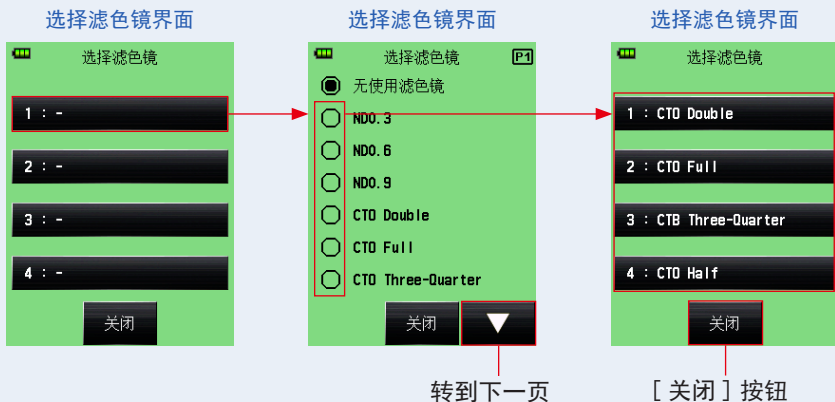 选择滤色镜界面
选择滤色镜
1 : -
2 : -
3 : -
4 : -
关闭
选择滤色镜界面
选择滤色镜 P1
无使用滤色镜
ND0.3
ND0.6
ND0.9
CTO Double
CTO Full
CTO Three-Quarter
关闭
转到下一页
选择滤色镜界面
选择滤色镜
1 : CTO Double
2 : CTO Full
3 : CTB Three-Quarter
4 : CTO Half
关闭
[ 关闭 ] 按钮